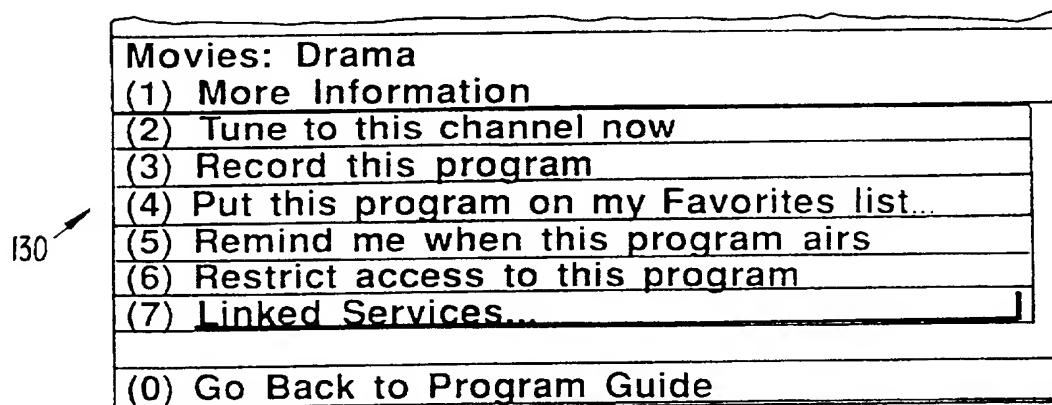 Movies: Drama
(1) More Information
(2) Tune to this channel now
(3) Record this program
(4) Put this program on my Favorites list...
(5) Remind me when this program airs
(6) Restrict access to this program
(7) Linked Services...
(0) Go Back to Program Guide
130